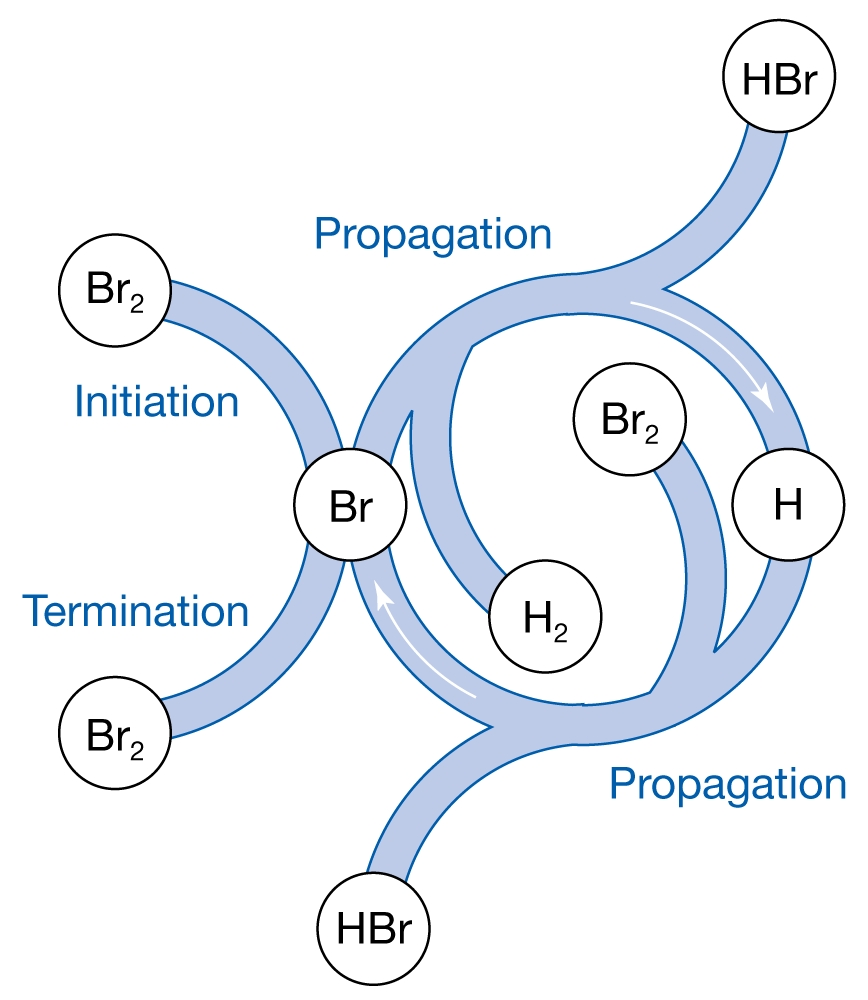 HBr
Propagation
Br₂
Initiation
Br₂
Br
H
Termination
H₂
Br₂
Propagation
HBr